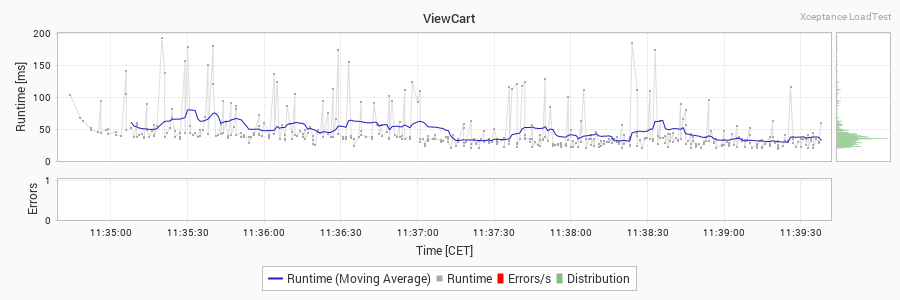 ViewCart
Xceptance LoadTest
Runtime [ms]
200
150
100
50
0
Errors
1
0
11:35:00 11:35:30 11:36:00 11:36:30 11:37:00 11:37:30 11:38:00 11:38:30 11:39:00 11:39:30
Time [CET]
Runtime (Moving Average) Runtime Errors/s Distribution